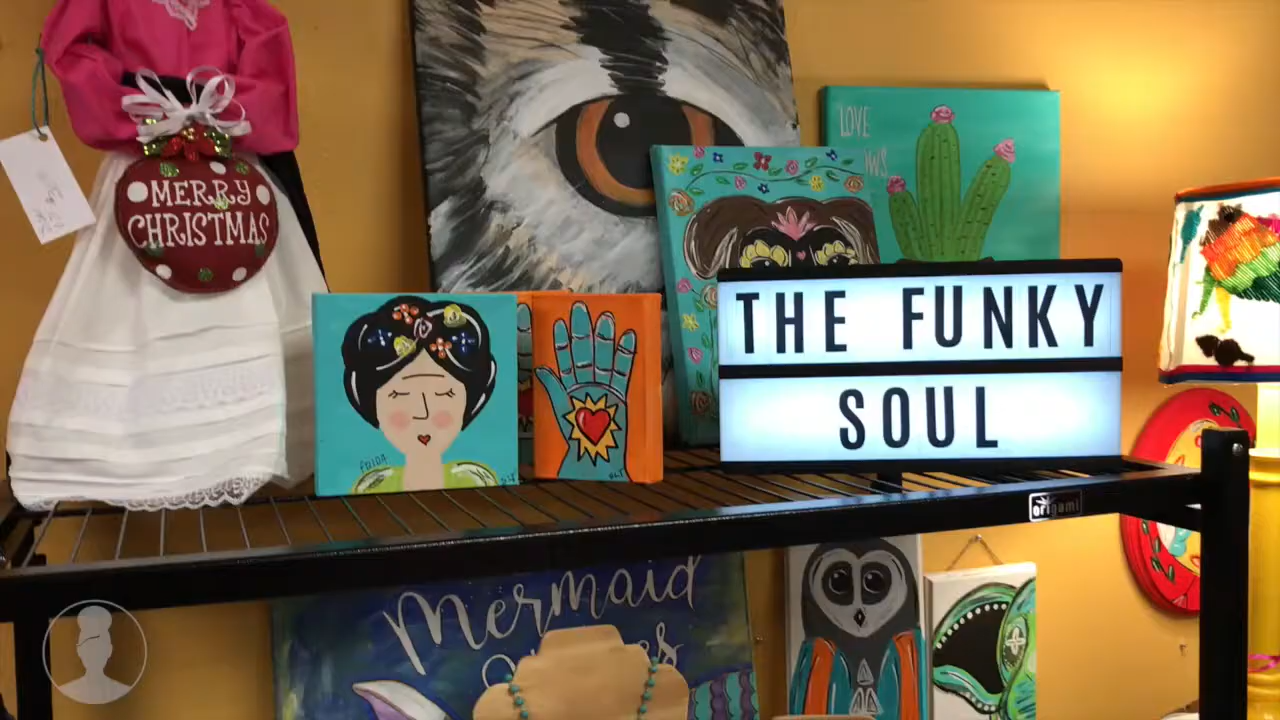 MERRY
CHRISTMAS
LOVE
THE FUNKY
SOUL
FRIDA
origami
Mermaid